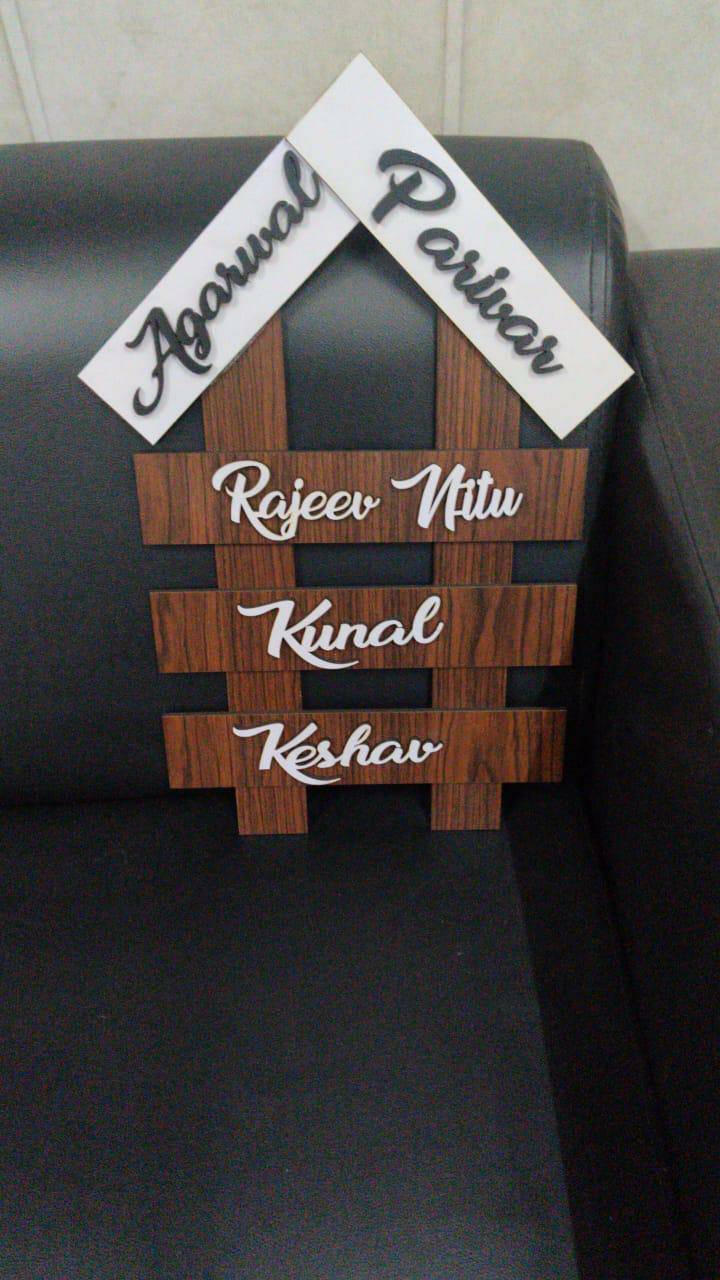 Agarwal
Parivar
Rajeev Nitu
Kunal
Keshav